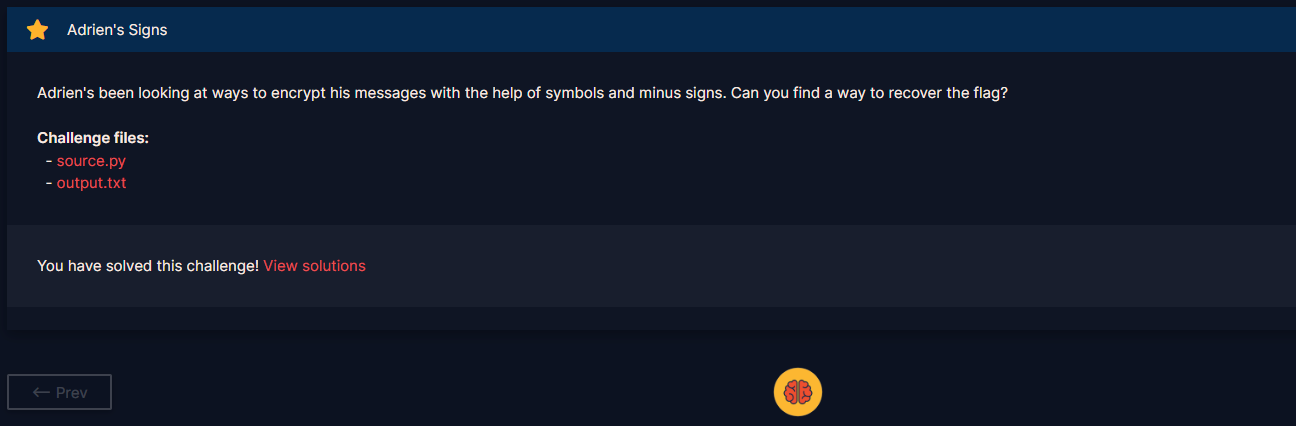 Adrien's Signs
Adrien's been looking at ways to encrypt his messages with the help of symbols and minus signs. Can you find a way to recover the flag?
Challenge files:
- source.py
- output.txt
You have solved this challenge! View solutions
← Prev